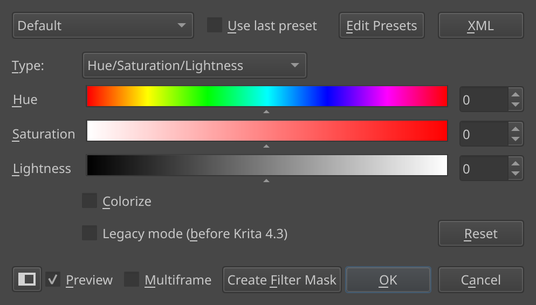 Default Use last preset Edit Presets XML
Type: Hue/Saturation/Lightness
Hue 0
Saturation 0
Lightness 0
Colorize
Legacy mode (before Krita 4.3) Reset
Preview Multiframe Create Filter Mask OK Cancel